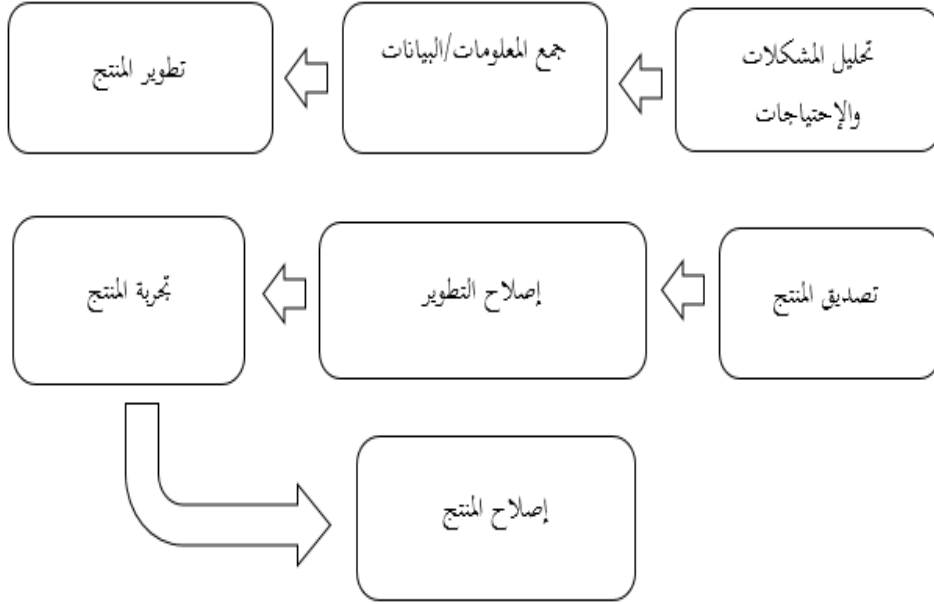 تحليل المشكلات
والإحتياجات
جمع المعلومات/البيانات
تطوير المنتج
تصديق المنتج
إصلاح التطوير
تجربة المنتج
إصلاح المنتج